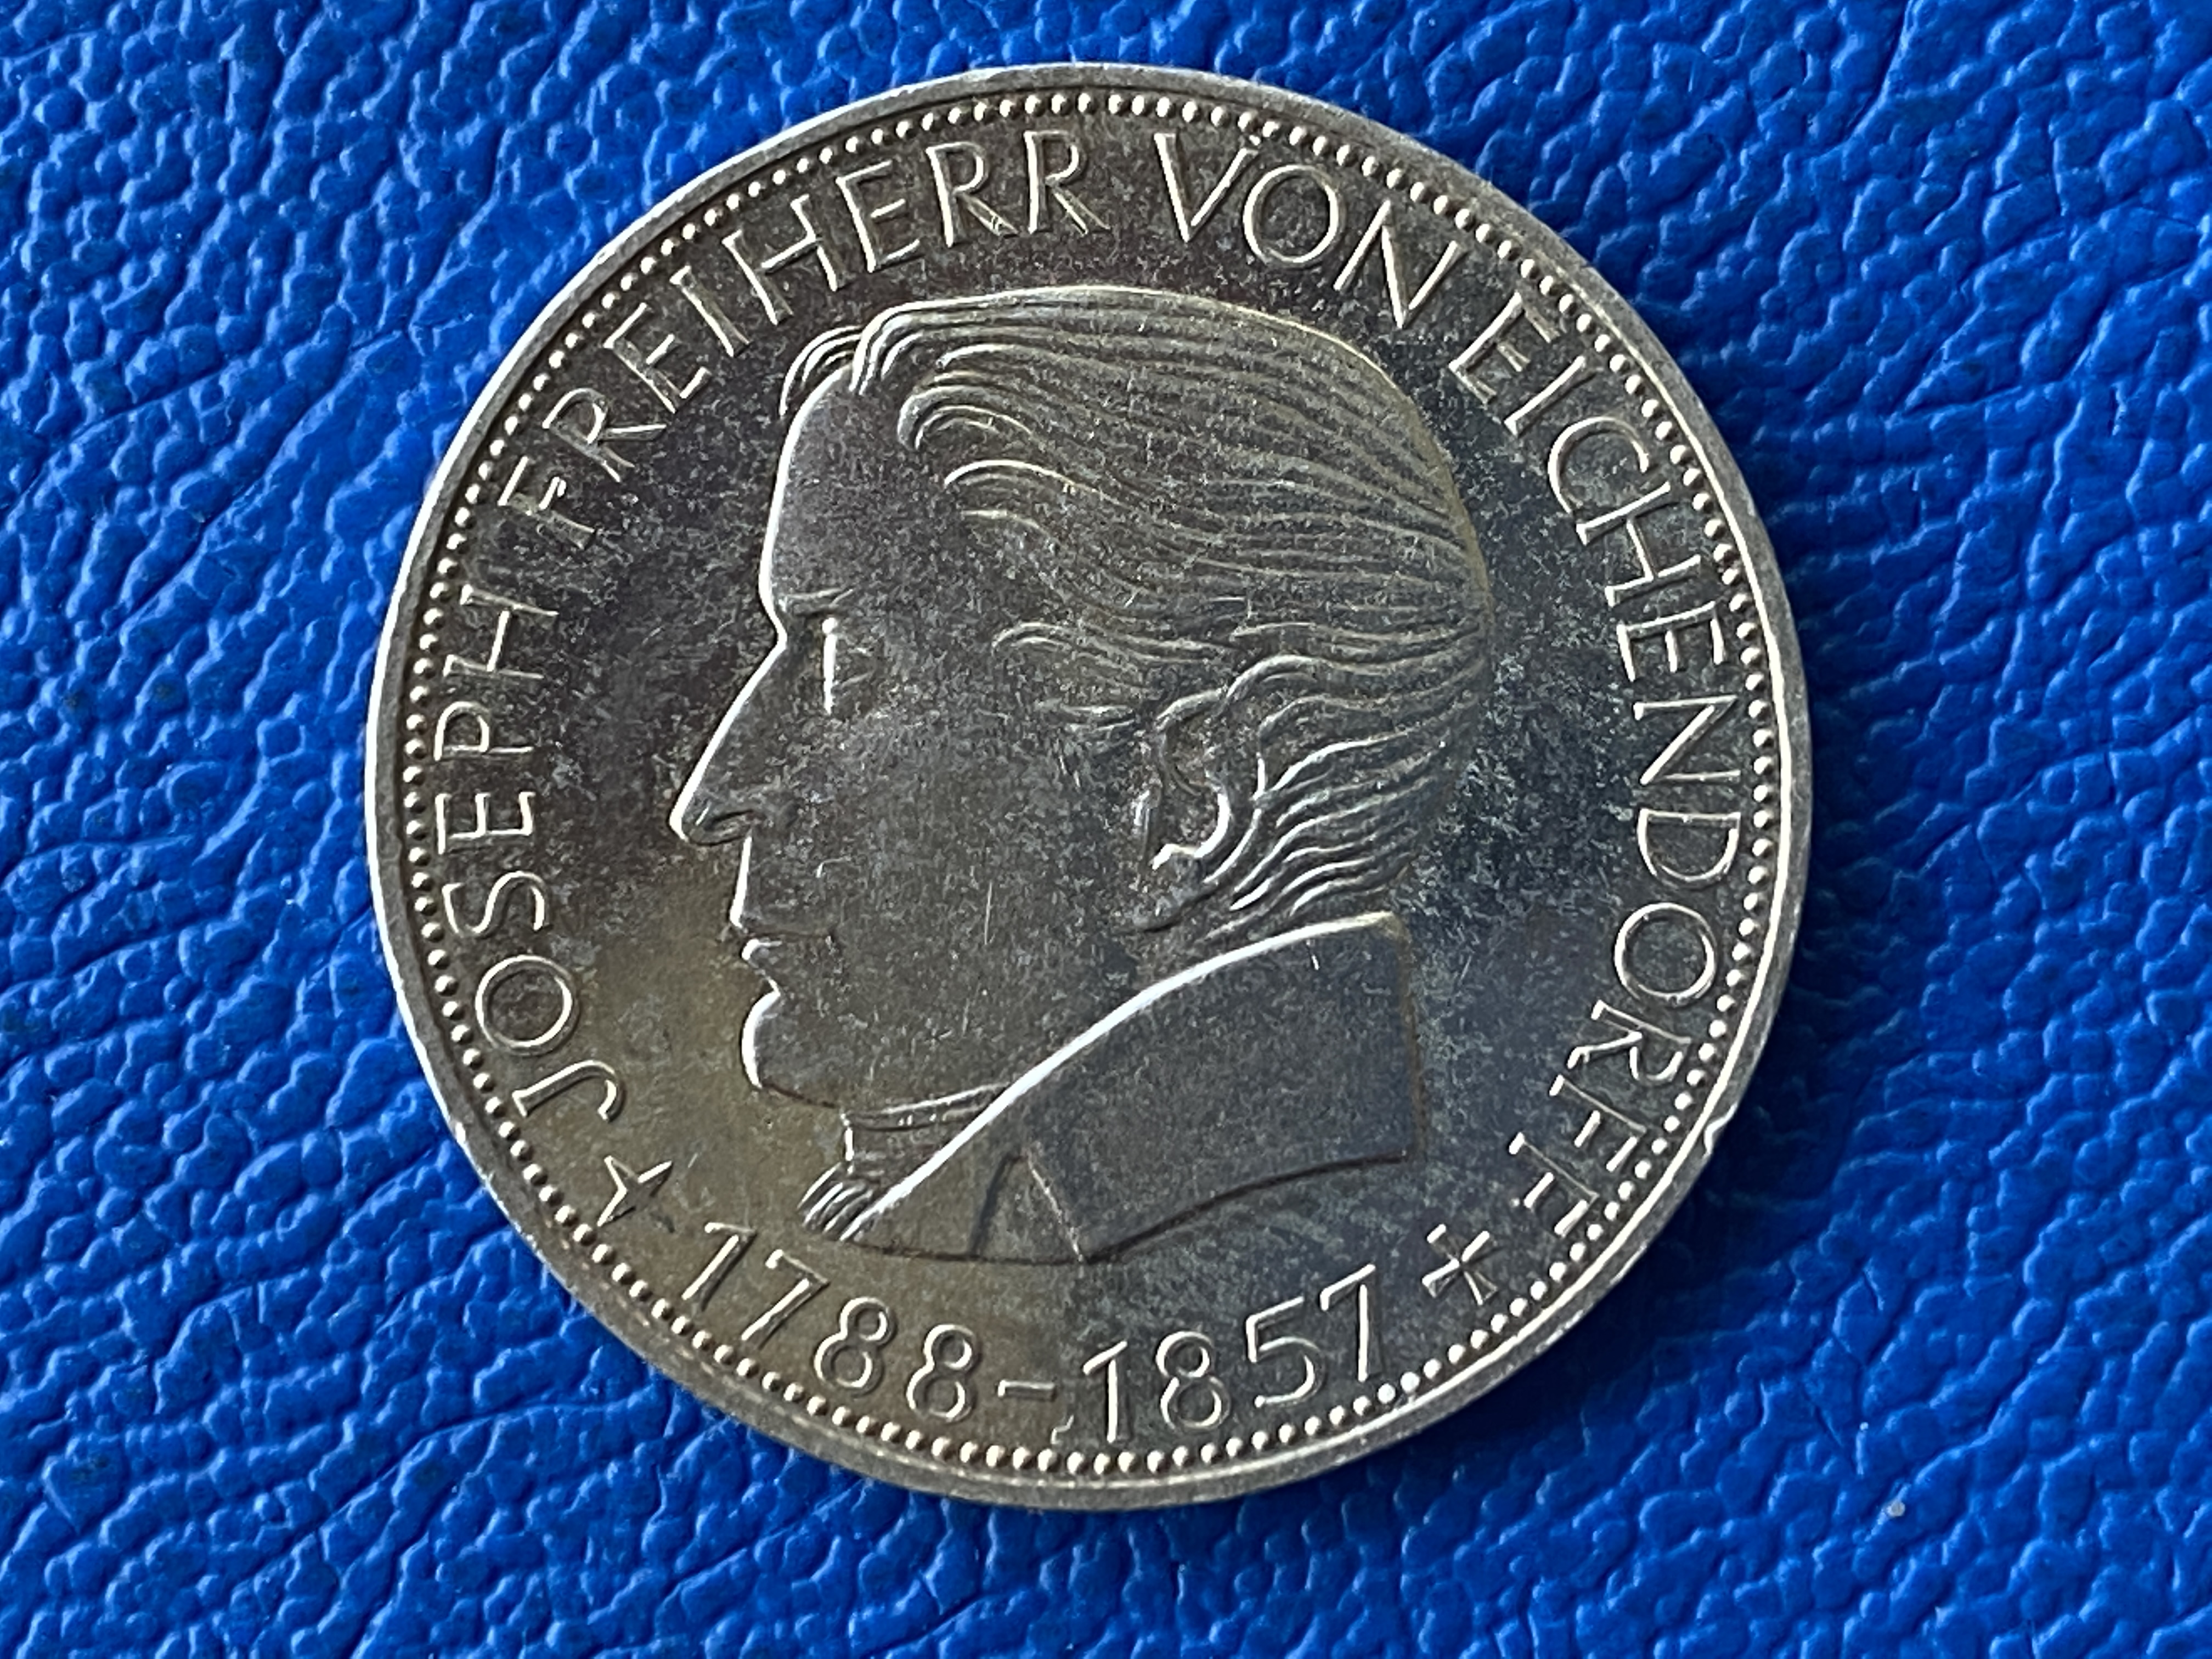 JOSEPH FREIHERR VON EICHENDORFF
1788-1857